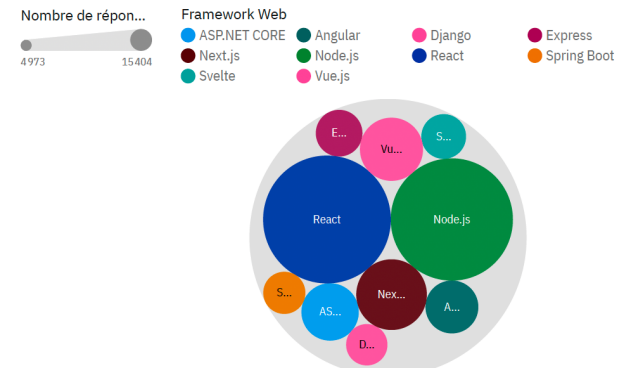 Nombre de répon...
4 973 15 404
Framework Web
ASP.NET CORE Angular Django Express
Next.js Node.js React Spring Boot
Svelte Vue.js
E... Vu... S...
React Node.js
S... AS... Nex... A...
D...